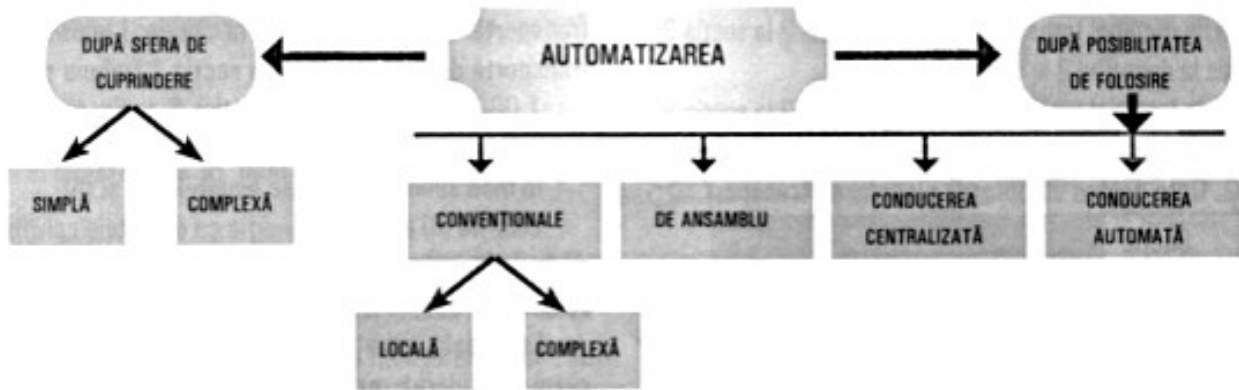 DUPĂ SFERA DE
CUPRINDERE
AUTOMATIZAREA
DUPĂ POSIBILITATEA
DE FOLOSIRE
SIMPLĂ
COMPLEXĂ
CONVENȚIONALE
DE ANSAMBLU
CONDUCEREA
CENTRALIZATĂ
CONDUCEREA
AUTOMATĂ
LOCALĂ
COMPLEXĂ